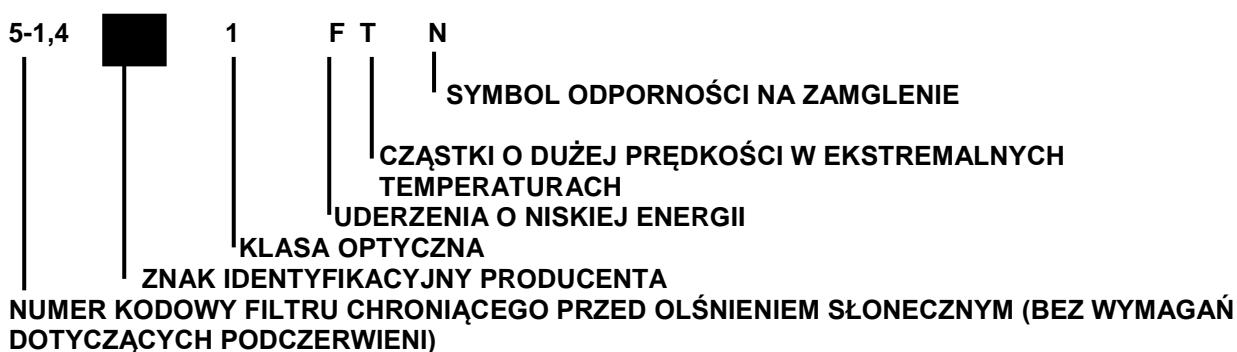 5-1,4 1 F T N
SYMBOL ODPORNOŚCI NA ZAMGLENIE
CZĄSTKI O DUŻEJ PRĘDKOŚCI W EKSTREMALNYCH
TEMPERATURACH
UDERZENIA O NISKIEJ ENERGII
KLASA OPTYCZNA
ZNAK IDENTYFIKACYJNY PRODUCENTA
NUMER KODOWY FILTRU CHRONIĄCEGO PRZED OLŚNIENIEM SŁONECZNYM (BEZ WYMAGAŃ
DOTYCZĄCYCH PODCZERWIENI)